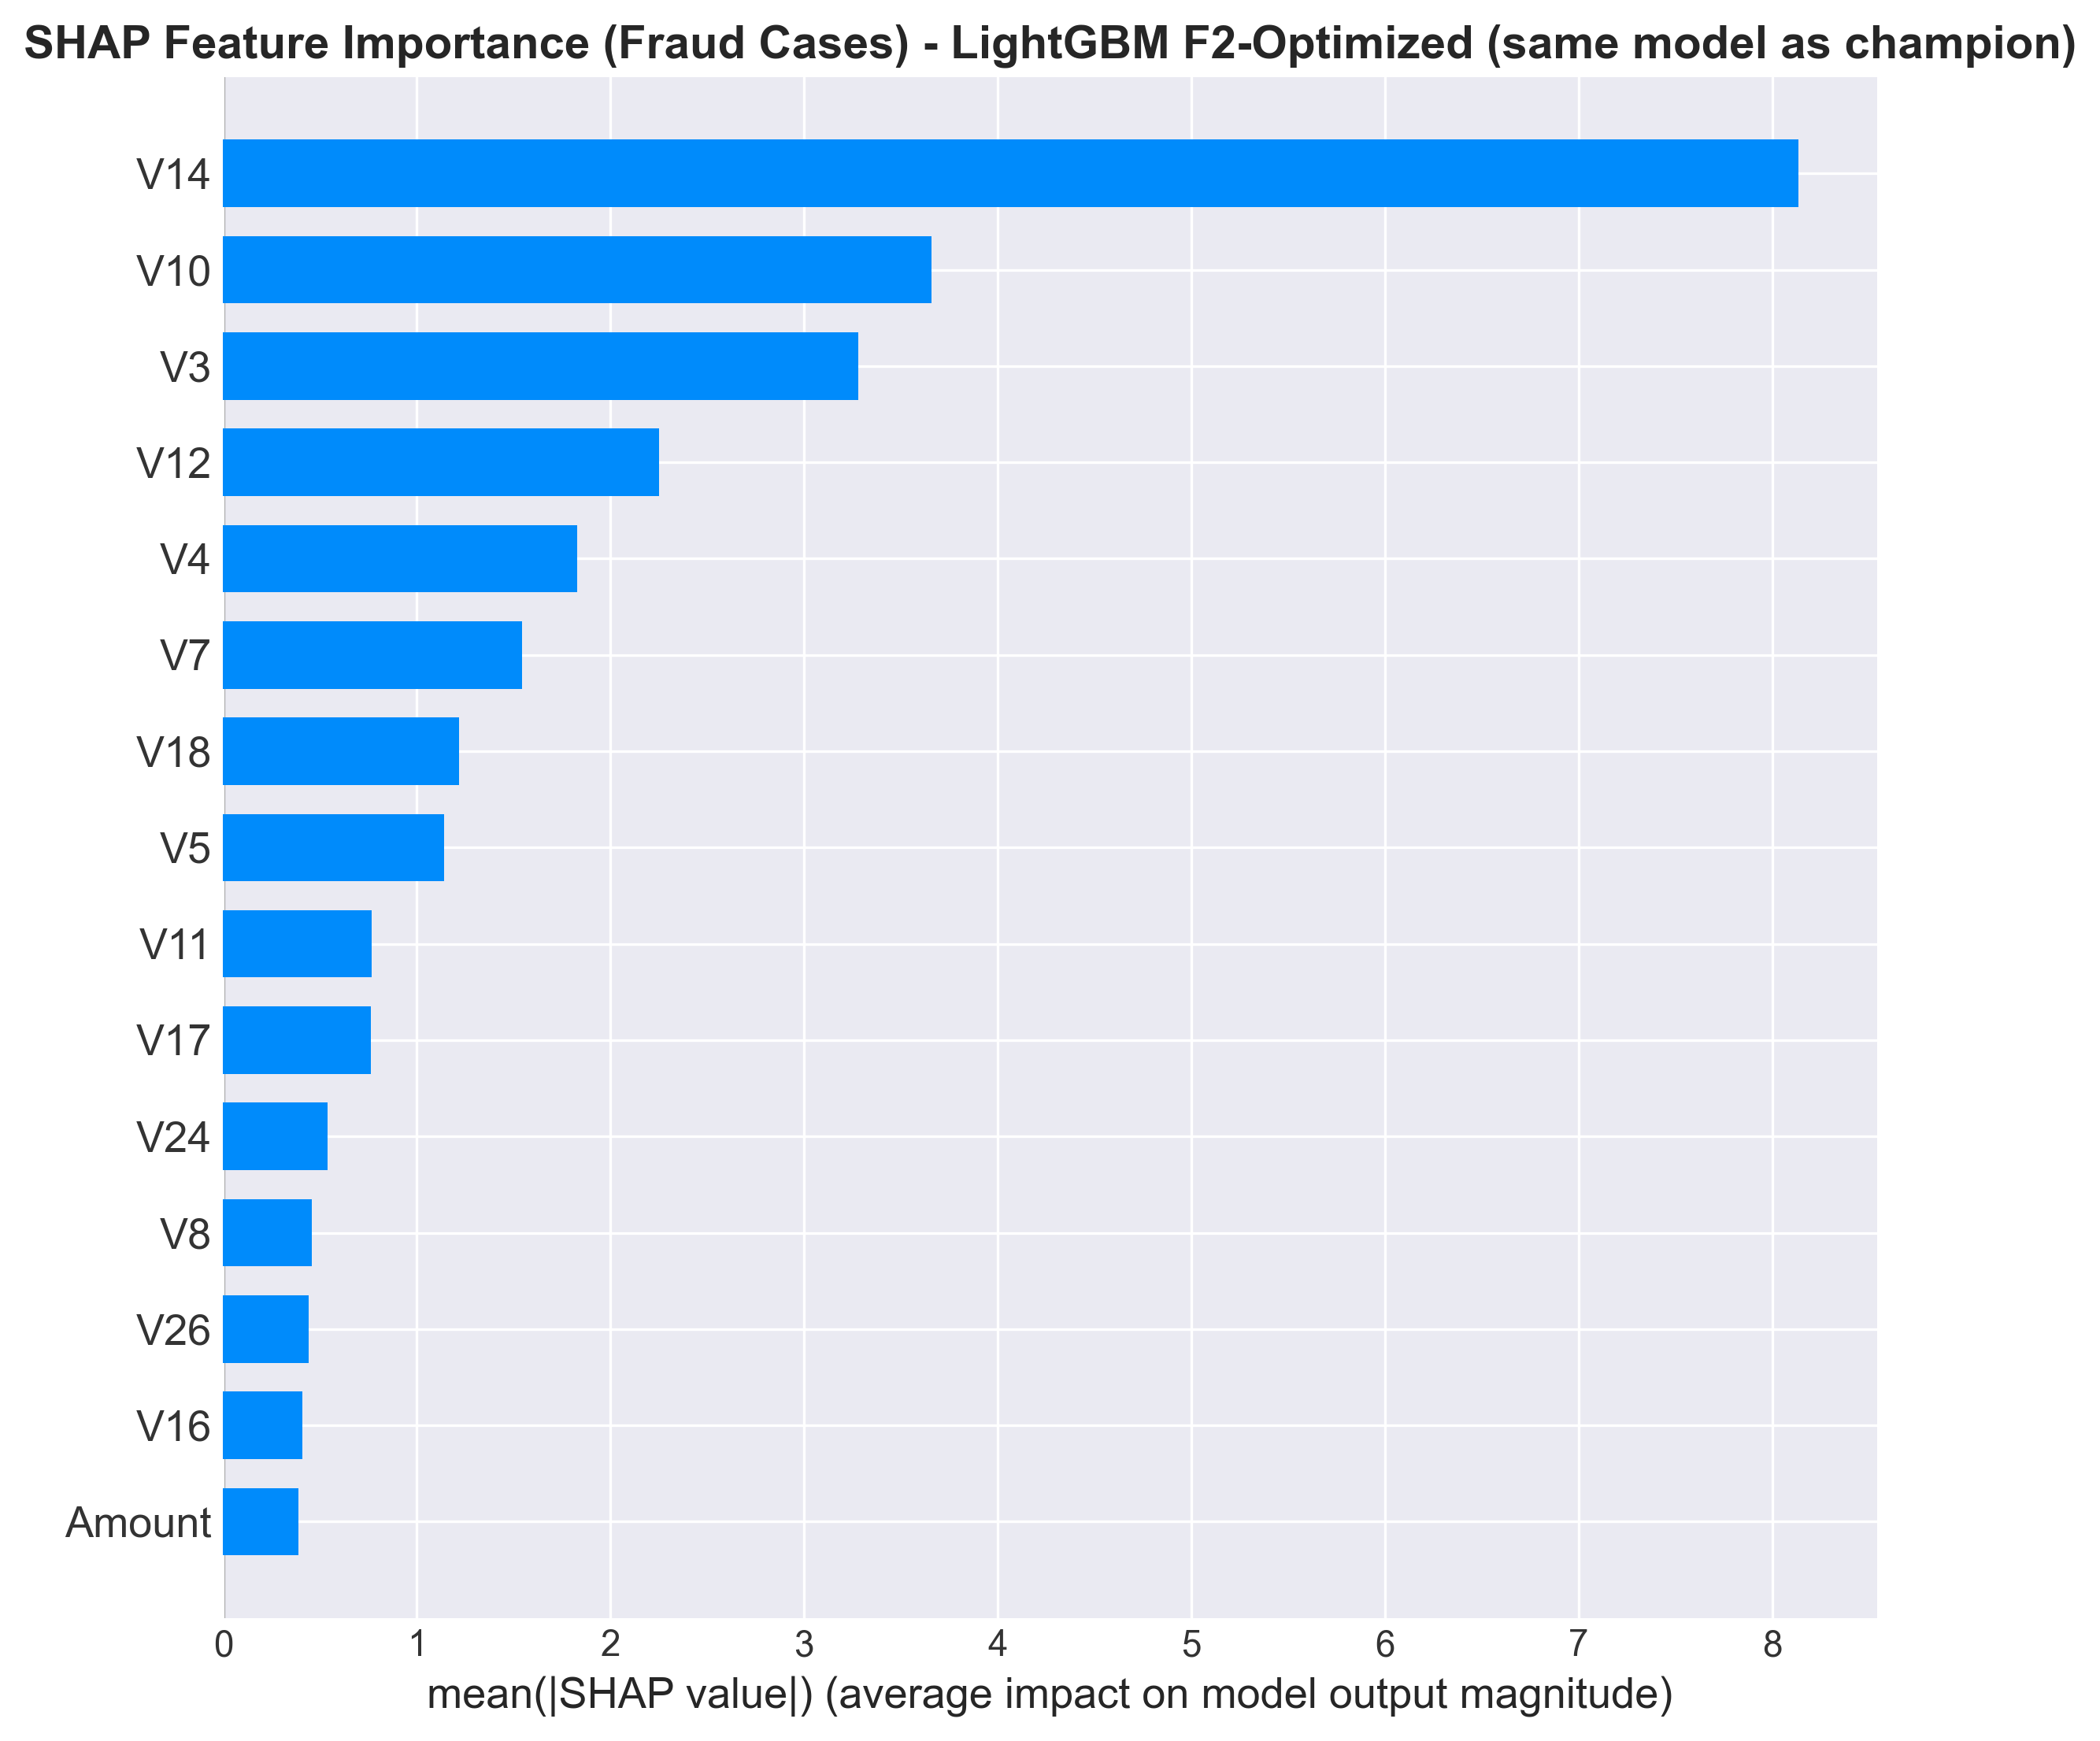 SHAP Feature Importance (Fraud Cases) - LightGBM F2-Optimized (same model as champion)
V14
V10
V3
V12
V4
V7
V18
V5
V11
V17
V24
V8
V26
V16
Amount
0 1 2 3 4 5 6 7 8
mean(|SHAP value|) (average impact on model output magnitude)